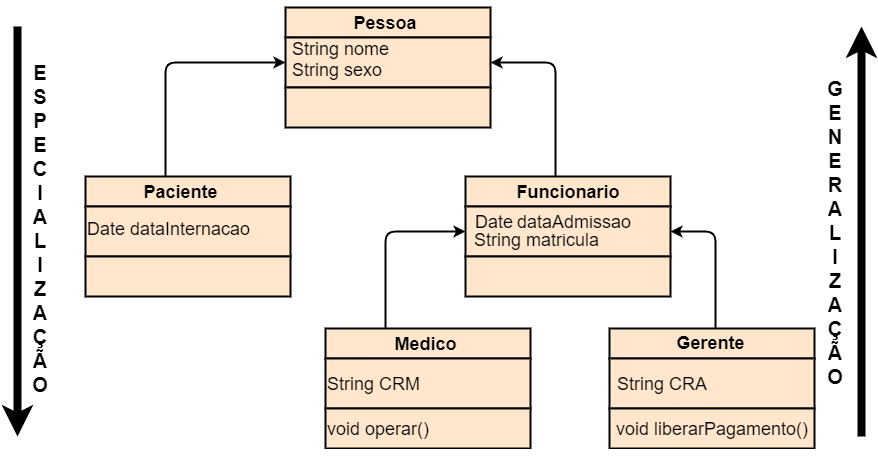 Pessoa
String nome
String sexo
ESPECIALIZAÇÃO
GENERALIZAÇÃO
Paciente
Date dataInternacao
Funcionario
Date dataAdmissao
String matricula
Medico
String CRM
void operar()
Gerente
String CRA
void liberarPagamento()